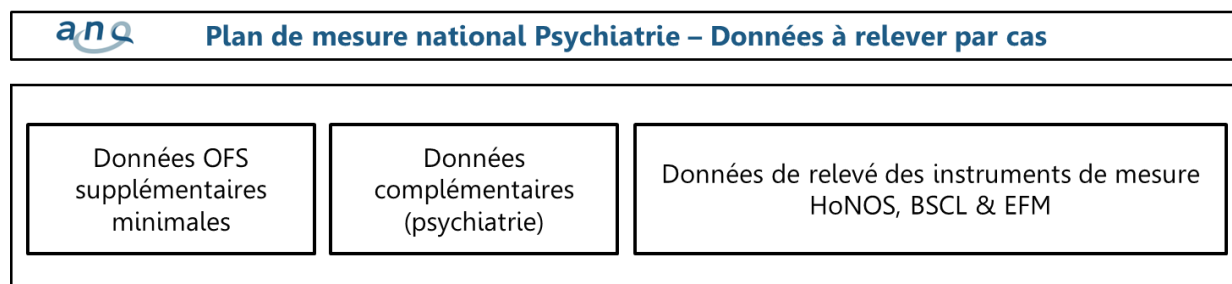 anq Plan de mesure national Psychiatrie – Données à relever par cas
Données OFS
supplémentaires
minimales
Données
complémentaires
(psychiatrie)
Données de relevé des instruments de mesure
HoNOS, BSCL & EFM